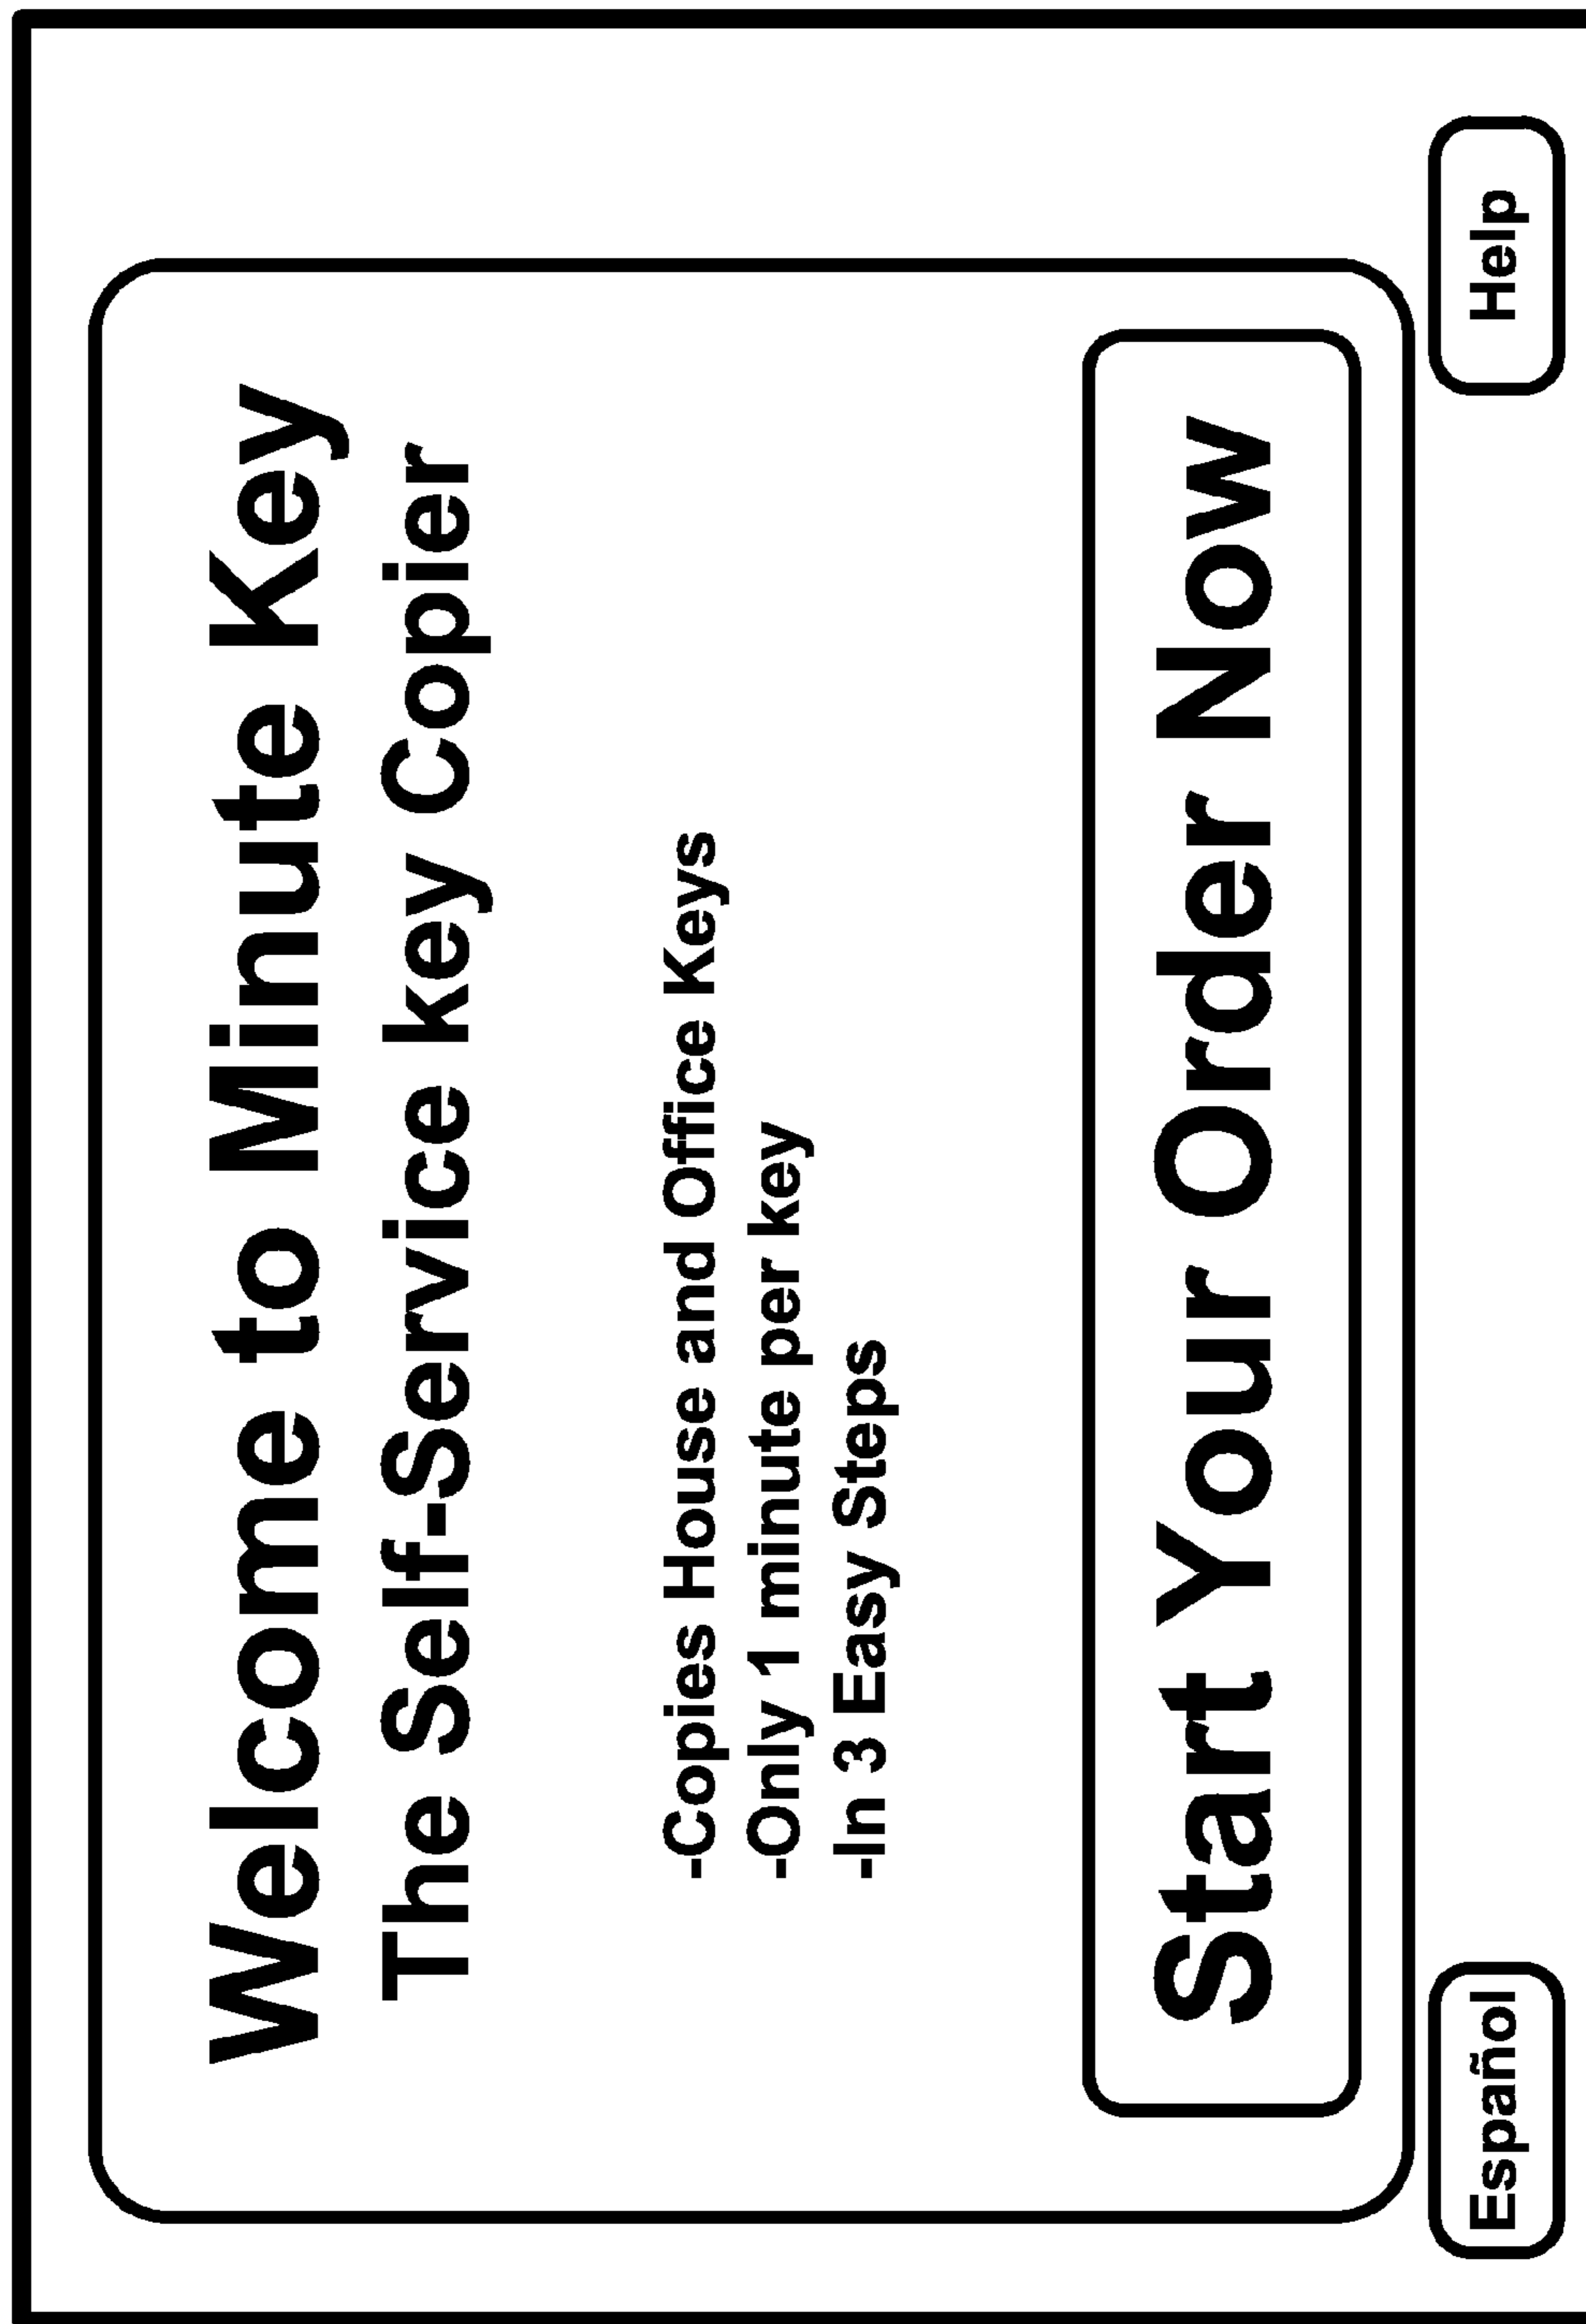 Welcome to Minute Key
The Self-Service key Copier
-Copies House and Office Keys
-Only 1 minute per key
-In 3 Easy Steps
Start Your Order Now
Español
Help